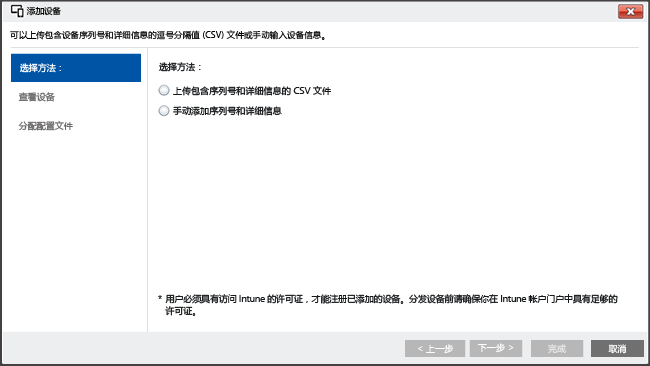 添加设备
可以上传包含设备序列号和详细信息的逗号分隔值 (CSV) 文件或手动输入设备信息。
选择方法：
查看设备
分配配置文件
选择方法：
上传包含序列号和详细信息的 CSV 文件
手动添加序列号和详细信息
* 用户必须具有访问 Intune 的许可证，才能注册已添加的设备。分发设备前请确保你在 Intune 帐户门户中具有足够的
许可证。
< 上一步 下一步 > 完成 取消